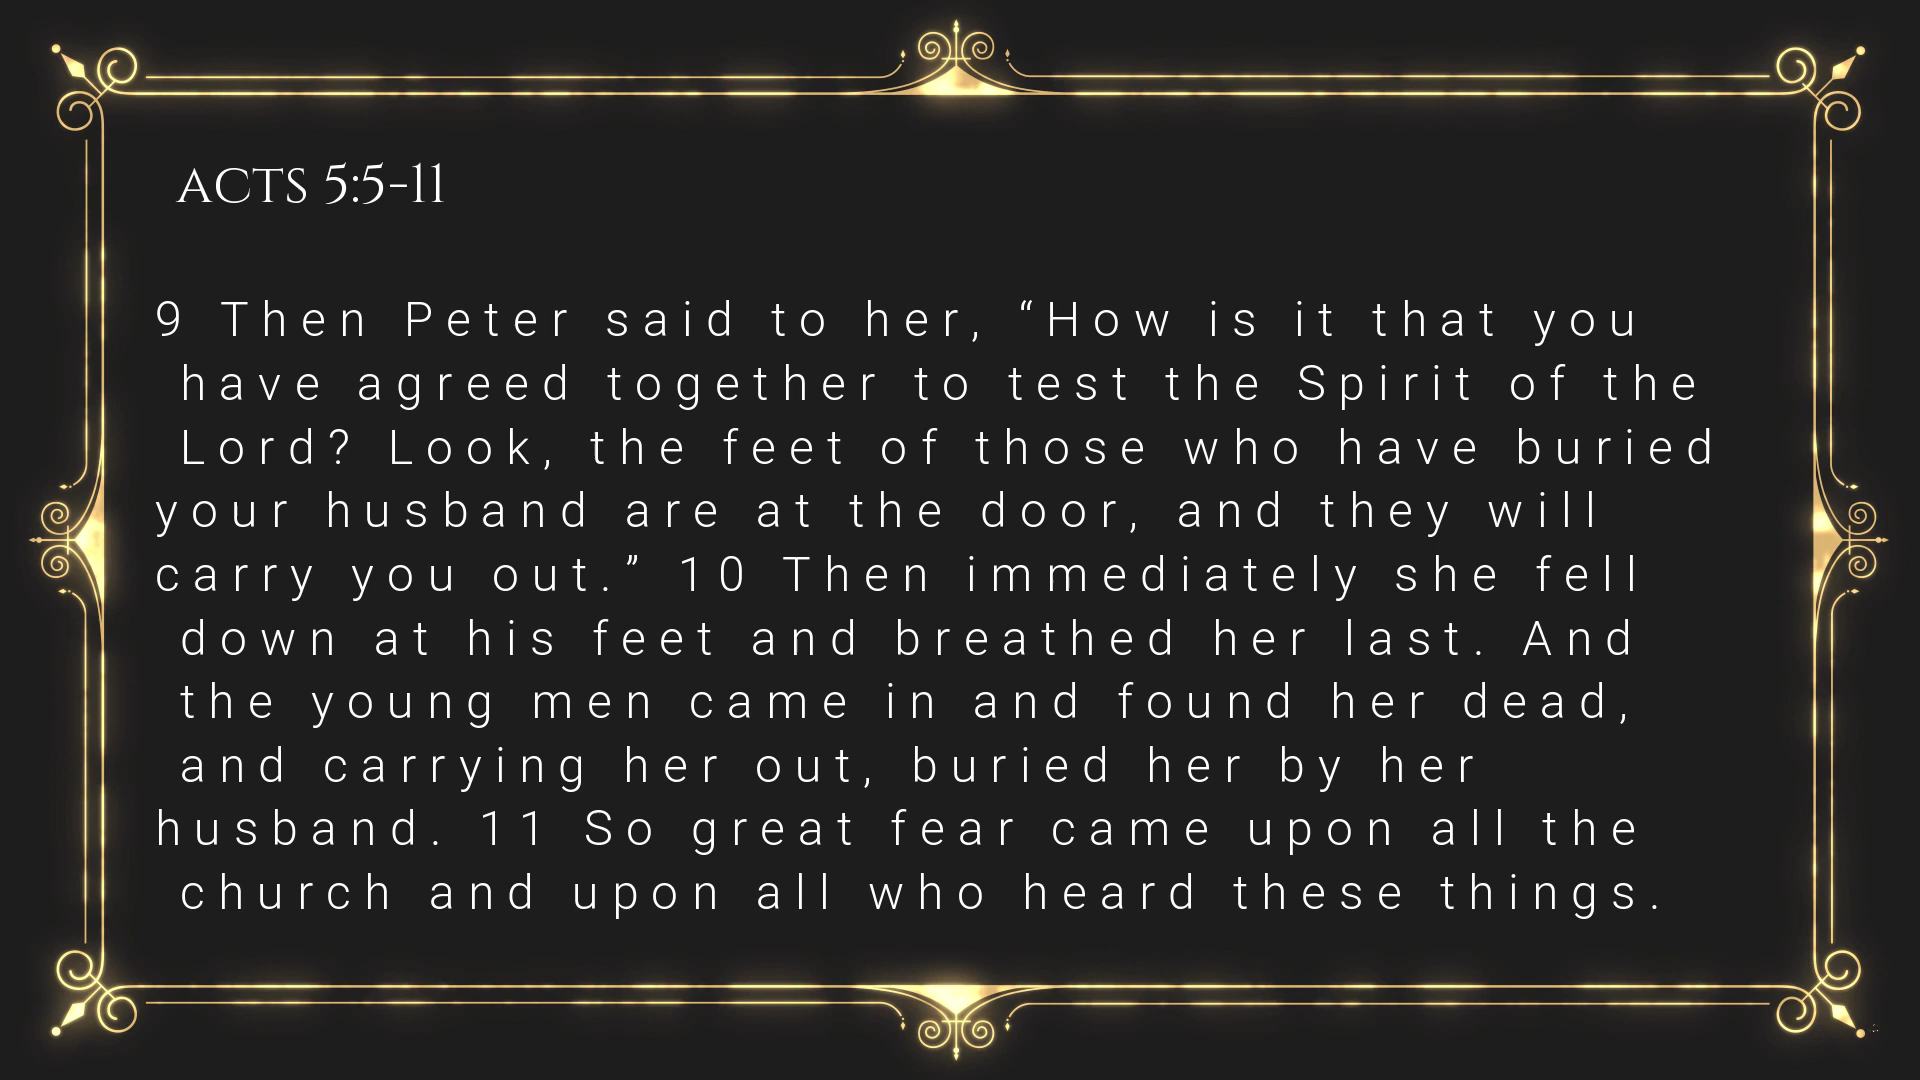 ACTS 5:5-11
9 Then Peter said to her, “How is it that you
have agreed together to test the Spirit of the
Lord? Look, the feet of those who have buried
your husband are at the door, and they will
carry you out.” 10 Then immediately she fell
down at his feet and breathed her last. And
the young men came in and found her dead,
and carrying her out, buried her by her
husband. 11 So great fear came upon all the
church and upon all who heard these things.